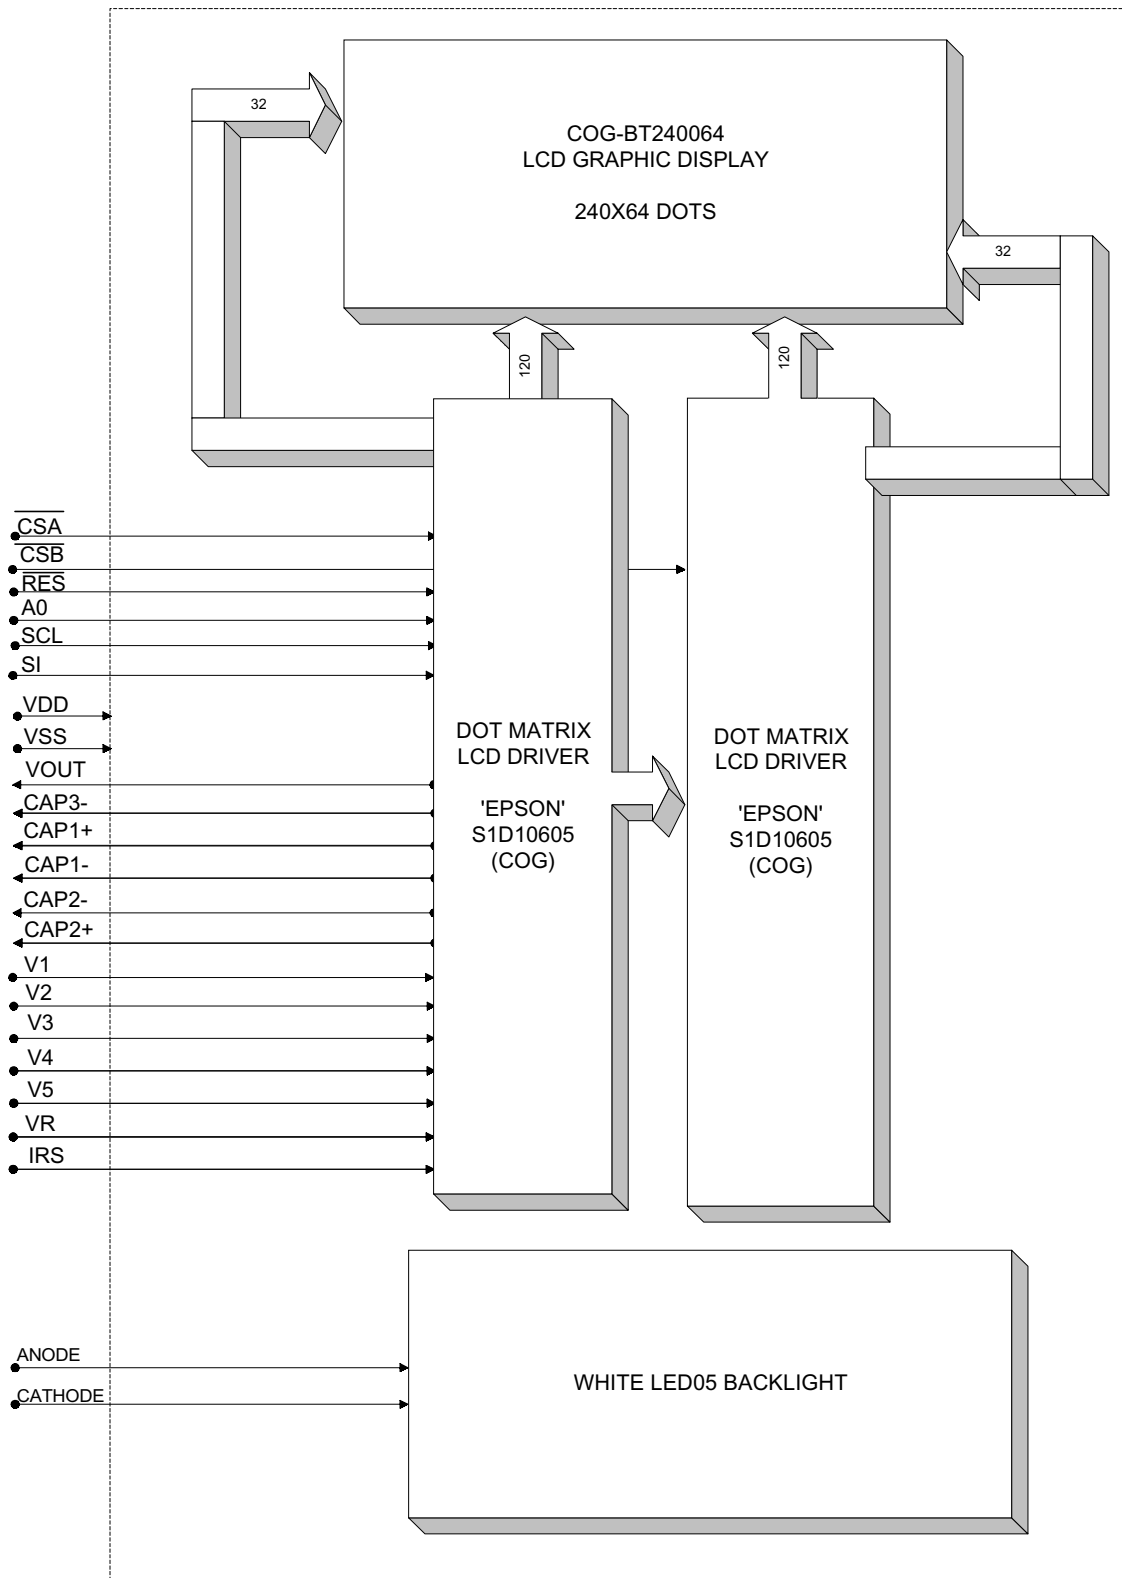 COG-BT240064
LCD GRAPHIC DISPLAY
240X64 DOTS
32
32
120
120
CSA
CSB
RES
A0
SCL
SI
VDD
VSS
VOUT
CAP3-
CAP1+
CAP1-
CAP2-
CAP2+
V1
V2
V3
V4
V5
VR
IRS
DOT MATRIX
LCD DRIVER
'EPSON'
S1D10605
(COG)
DOT MATRIX
LCD DRIVER
'EPSON'
S1D10605
(COG)
ANODE
CATHODE
WHITE LED05 BACKLIGHT